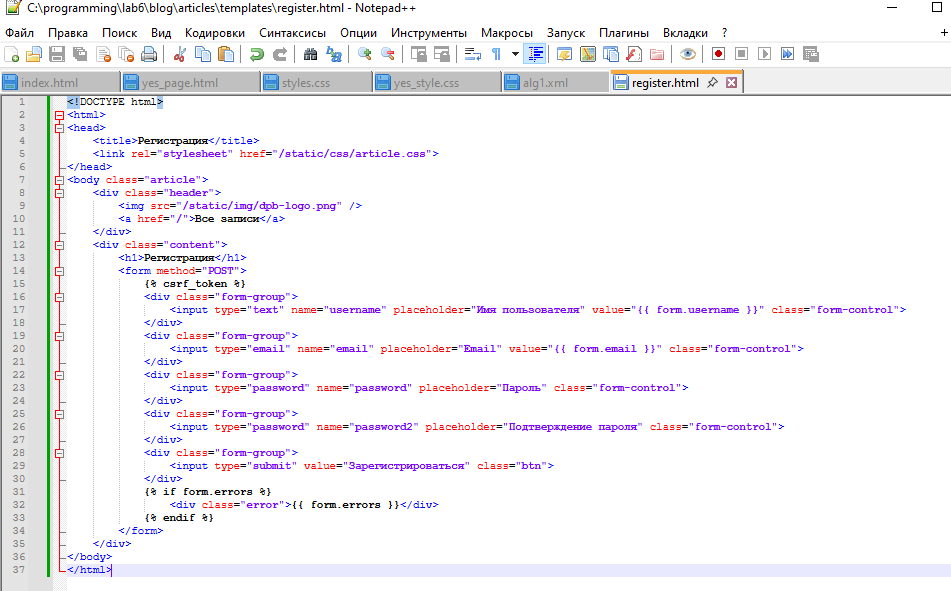 C:\programming\lab6\blog\articles\templates\register.html - Notepad++
Файл Правка Поиск Вид Кодировки Синтаксисы Опции Инструменты Макросы Запуск Плагины Вкладки ? +
index.html yes_page.html styles.css yes_style.css alg1.xml register.html
1 <!DOCTYPE html>
2 <html>
3 <head>
4 <title>Регистрация</title>
5 <link rel="stylesheet" href="/static/css/article.css">
6 </head>
7 <body class="article">
8 <div class="header">
9 <img src="/static/img/dpb-logo.png" />
10 <a href="/">Все записи</a>
11 </div>
12 <div class="content">
13 <h1>Регистрация</h1>
14 <form method="POST">
15 {% csrf_token %}
16 <div class="form-group">
17 <input type="text" name="username" placeholder="Имя пользователя" value="{{ form.username }}" class="form-control">
18 </div>
19 <div class="form-group">
20 <input type="email" name="email" placeholder="Email" value="{{ form.email }}" class="form-control">
21 </div>
22 <div class="form-group">
23 <input type="password" name="password" placeholder="Пароль" class="form-control">
24 </div>
25 <div class="form-group">
26 <input type="password" name="password2" placeholder="Подтверждение пароля" class="form-control">
27 </div>
28 <div class="form-group">
29 <input type="submit" value="Зарегистрироваться" class="btn">
30 </div>
31 {% if form.errors %}
32 <div class="error">{{ form.errors }}</div>
33 {% endif %}
34 </form>
35 </div>
36 </body>
37 </html>